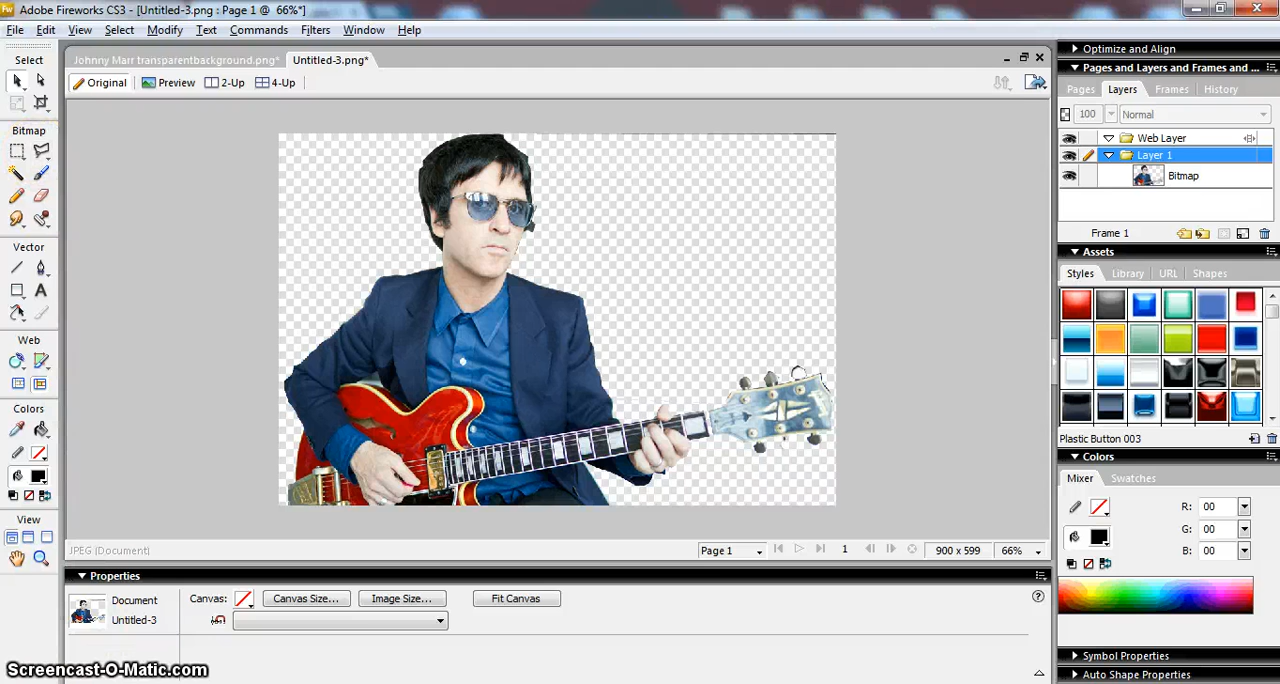 Fw Adobe Fireworks CS3 - [Untitled-3.png : Page 1 @ 66%*]
File Edit View Select Modify Text Commands Filters Window Help
Select
Johnny Marr transparentbackground.png* Untitled-3.png*
Original Preview 2-Up 4-Up
Bitmap
Vector
A
Web
Colors
View
JPEG (Document)
Page 1 1 900 x 599 66%
Properties
Document
Untitled-3
Canvas: Canvas Size... Image Size... Fit Canvas
?
Optimize and Align
Pages and Layers and Frames and ...
Pages Layers Frames History
100 Normal
Web Layer
Layer 1
Bitmap
Frame 1
Assets
Styles Library URL Shapes
Plastic Button 003
Colors
Mixer Swatches
R: 00
G: 00
B: 00
Symbol Properties
Auto Shape Properties
Screencast-O-Matic.com